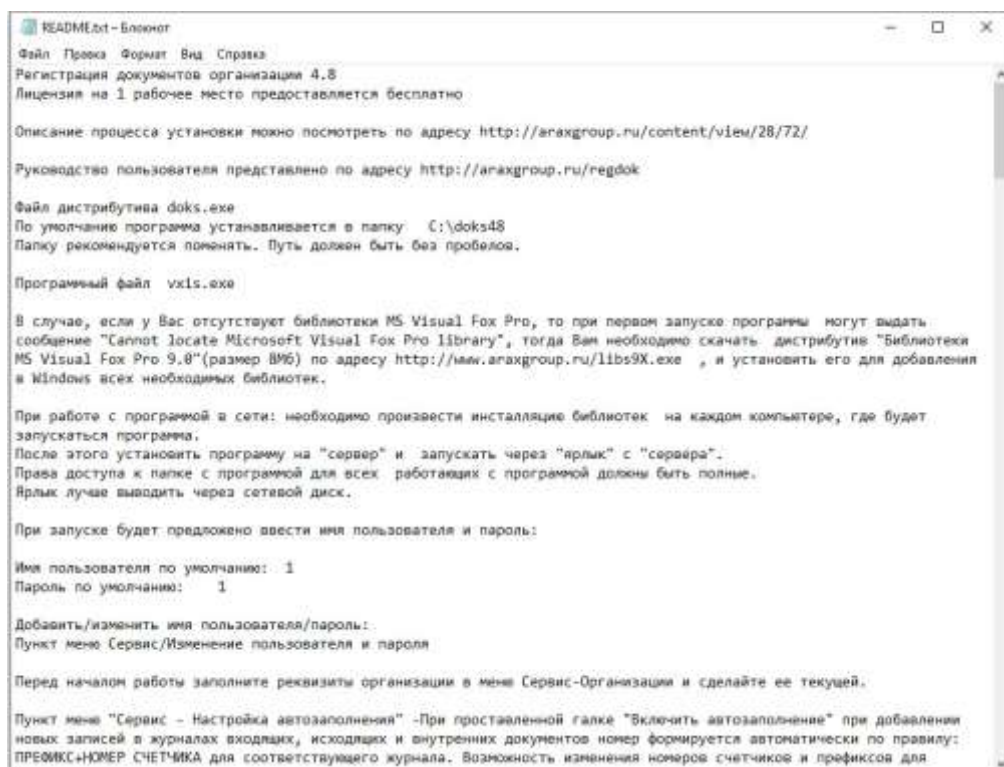 README.txt – Блокнот
Файл Правка Формат Вид Справка
Регистрация документов организации 4.8
Лицензия на 1 рабочее место предоставляется бесплатно
Описание процесса установки можно посмотреть по адресу http://araxgroup.ru/content/view/28/72/
Руководство пользователя представлено по адресу http://araxgroup.ru/regdok
Файл дистрибутива doks.exe
По умолчанию программа устанавливается в папку C:\doks48
Папку рекомендуется поменять. Путь должен быть без пробелов.
Программный файл vx1s.exe
В случае, если у Вас отсутствуют библиотеки MS Visual Fox Pro, то при первом запуске программы могут выдать
сообщение "Cannot locate Microsoft Visual Fox Pro library", тогда Вам необходимо скачать дистрибутив "Библиотеки
MS Visual Fox Pro 9.0"(размер 8Мб) по адресу http://www.araxgroup.ru/libs9X.exe , и установить его для добавления
в Windows всех необходимых библиотек.
При работе с программой в сети: необходимо произвести инсталляцию библиотек на каждом компьютере, где будет
запускаться программа.
После этого установить программу на "сервер" и запускать через "ярлык" с "сервера".
Права доступа к папке с программой для всех работающих с программой должны быть полные.
Ярлык лучше выводить через сетевой диск.
При запуске будет предложено ввести имя пользователя и пароль:
Имя пользователя по умолчанию: 1
Пароль по умолчанию: 1
Добавить/изменить имя пользователя/пароль:
Пункт меню Сервис/Изменение пользователя и пароля
Перед началом работы заполните реквизиты организации в меню Сервис-Организации и сделайте ее текущей.
Пункт меню "Сервис - Настройка автозаполнения" -При проставленной галке "Включить автозаполнение" при добавлении
новых записей в журналах входящих, исходящих и внутренних документов номер формируется автоматически по правилу:
ПРЕФИКС+НОМЕР СЧЕТЧИКА для соответствующего журнала. Возможность изменения номеров счетчиков и префиксов для